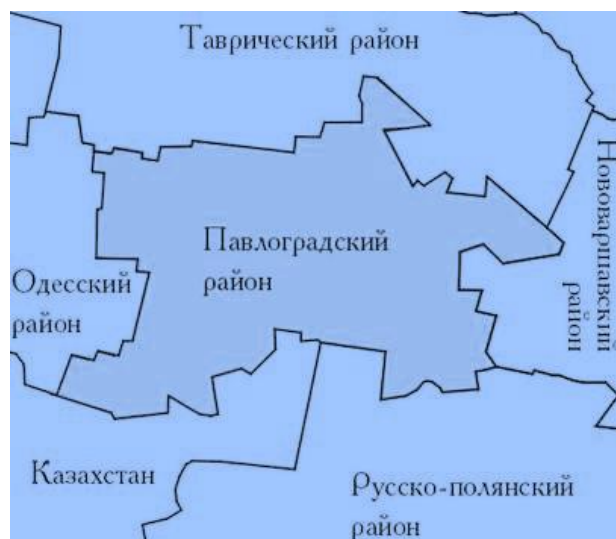 Таврический район
Нововаршавский
район
Павлоградский
район
Одесский
район
Казахстан
Русско-полянский
район